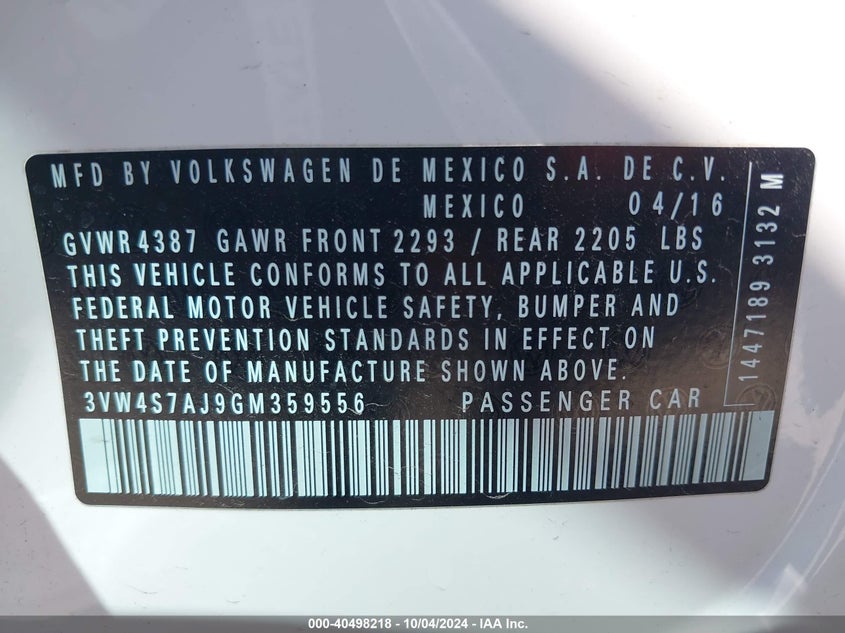 MFD BY VOLKSWAGEN DE MEXICO S.A. DE C.V.
MEXICO 04/16
GVWR 4387 GAWR FRONT 2293 / REAR 2205 LBS
THIS VEHICLE CONFORMS TO ALL APPLICABLE U.S.
FEDERAL MOTOR VEHICLE SAFETY, BUMPER AND
THEFT PREVENTION STANDARDS IN EFFECT ON
THE DATE OF MANUFACTURE SHOWN ABOVE.
3VW4S7AJ9GM359556 PASSENGER CAR
1447189 3132 M
000-40498218 - 10/04/2024 - IAA Inc.